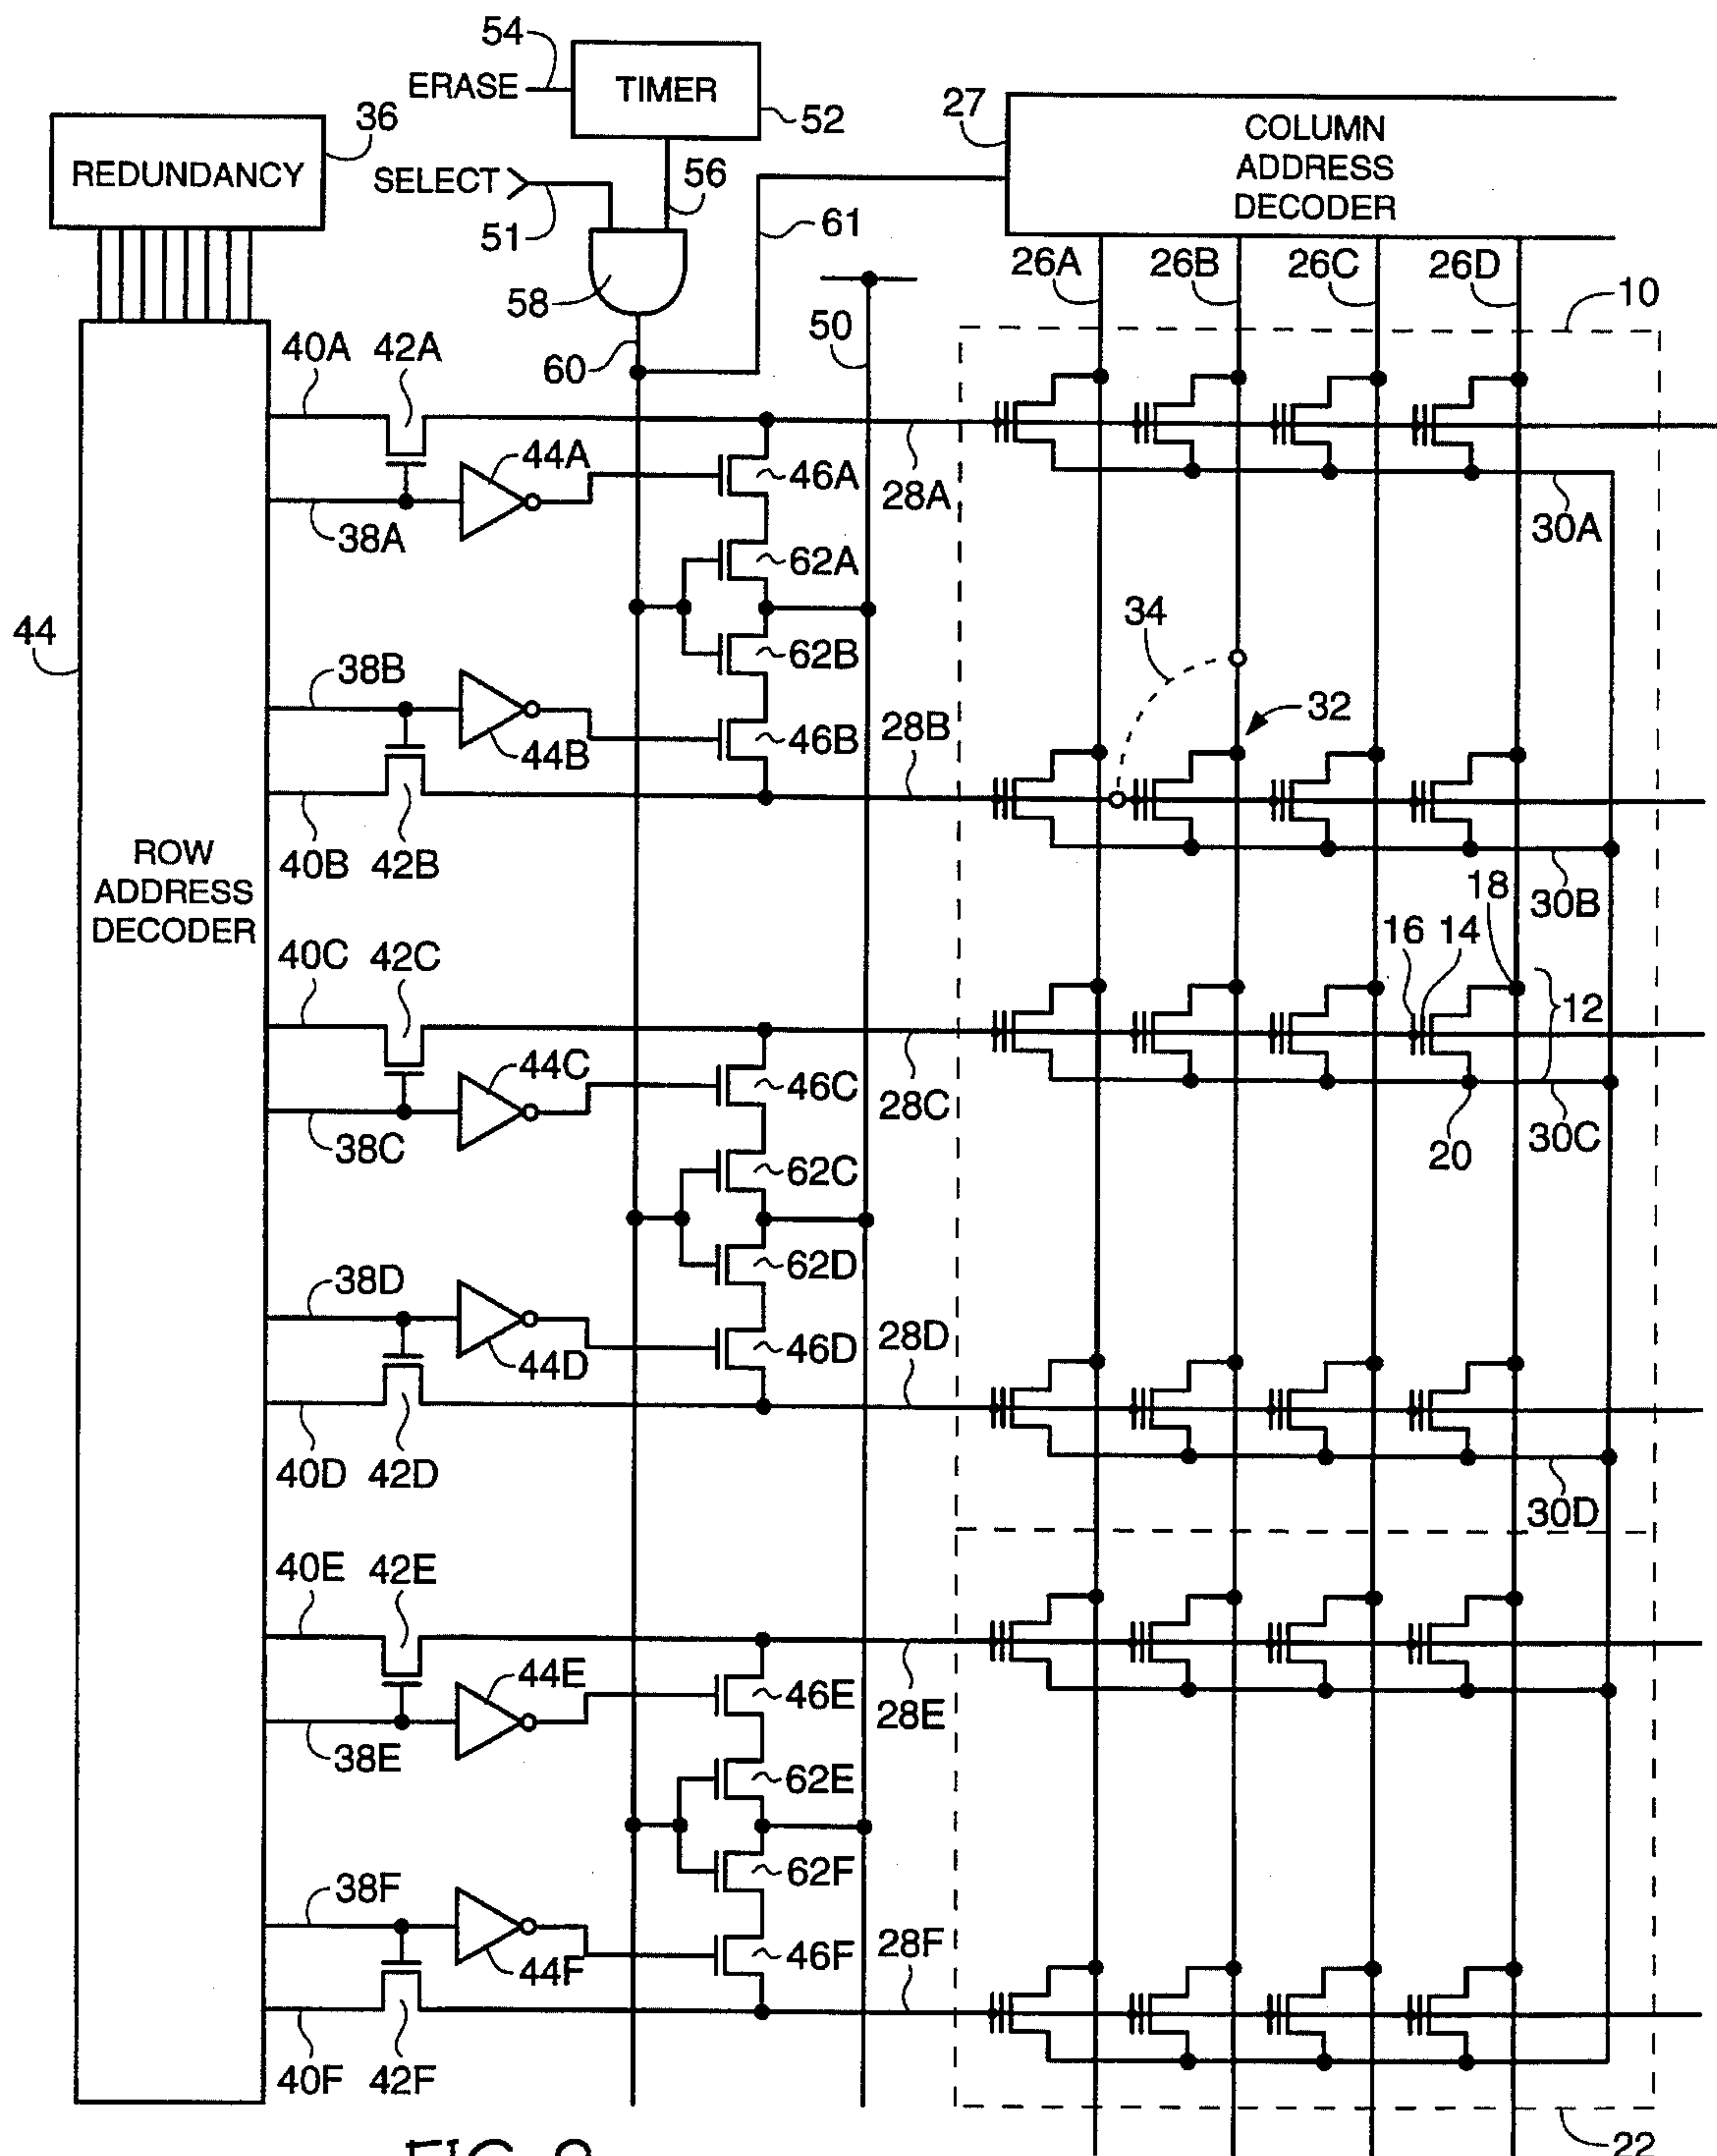 54
ERASE
TIMER
52
36
REDUNDANCY
SELECT
51
56
58
60
61
50
27
COLUMN
ADDRESS
DECODER
26A
26B
26C
26D
10
40A
42A
44A
46A
28A
38A
62A
30A
44
34
62B
38B
44B
46B
28B
32
40B
42B
30B
ROW
ADDRESS
DECODER
18
16
14
12
40C
42C
44C
46C
28C
38C
62C
20
30C
62D
38D
44D
46D
28D
40D
42D
30D
40E
42E
44E
46E
28E
38E
62E
62F
38F
44F
46F
28F
40F
42F
22